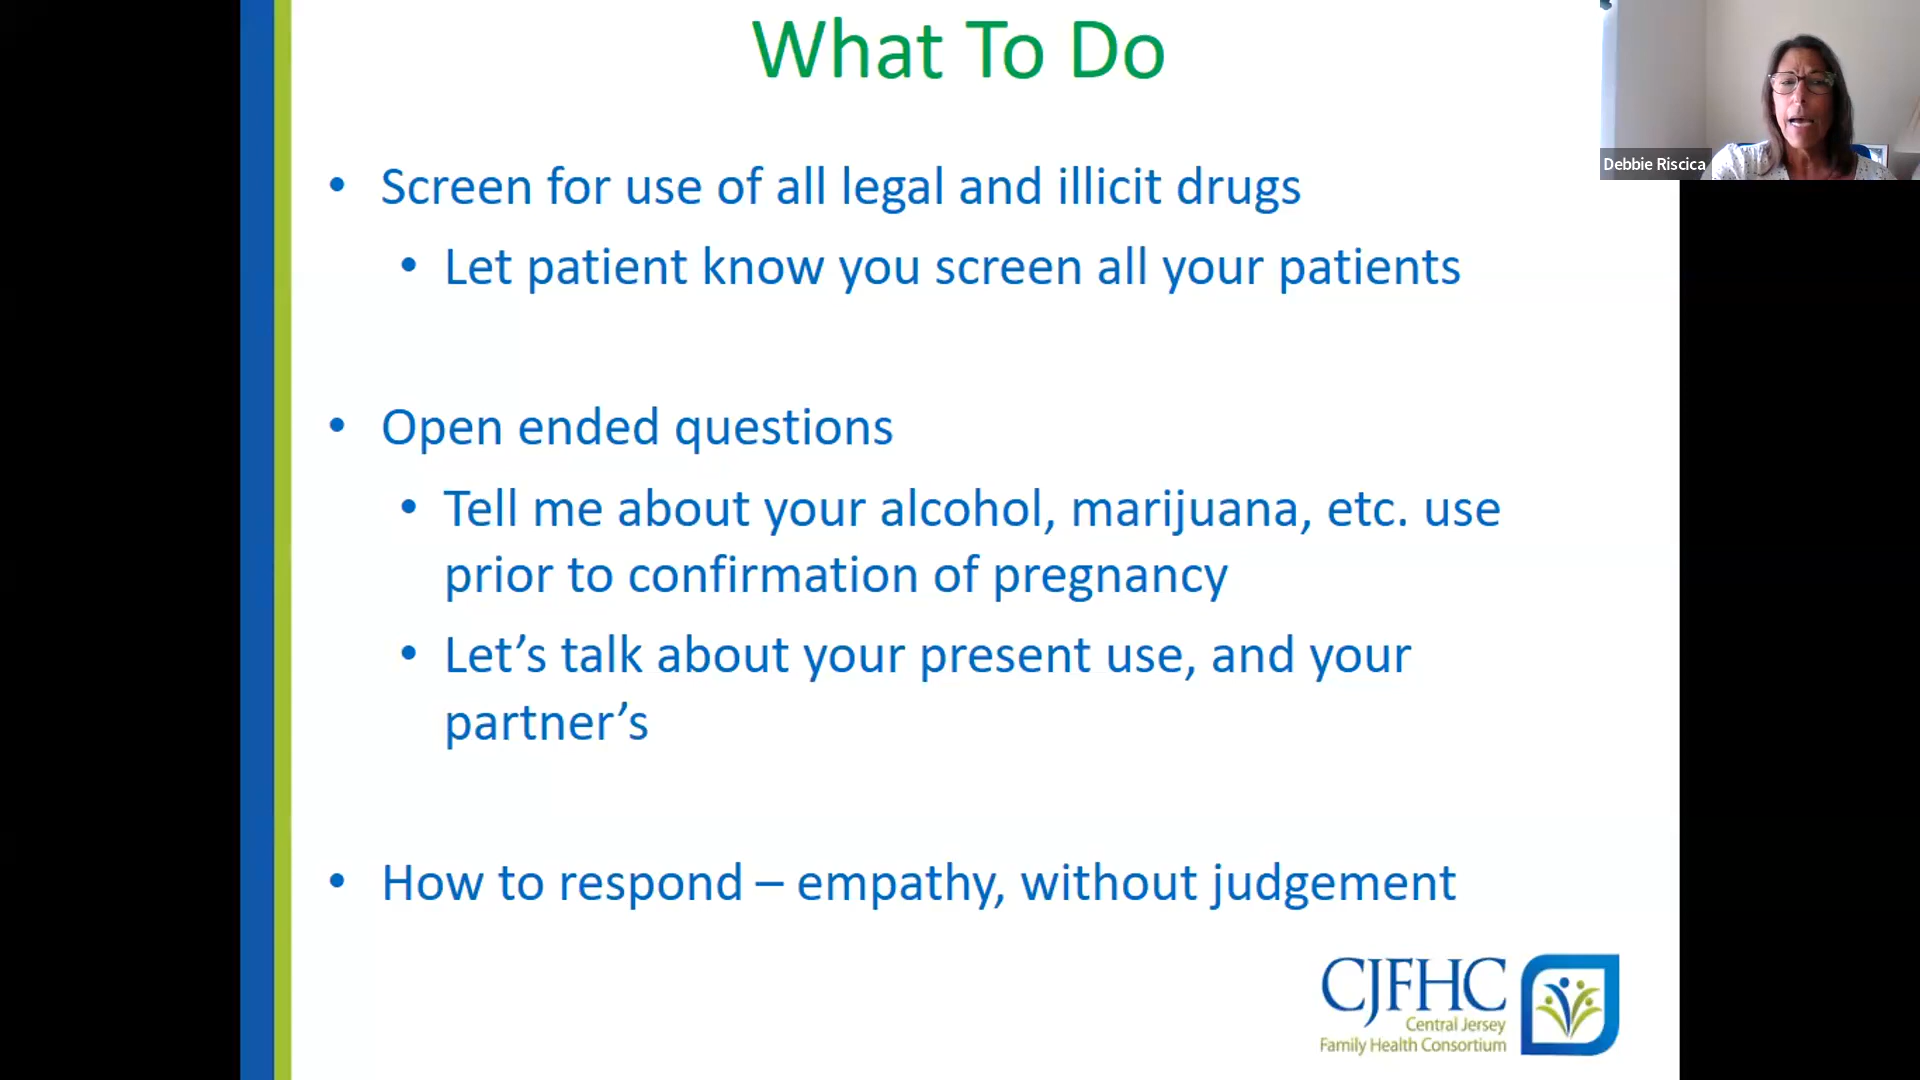 What To Do
• Screen for use of all legal and illicit drugs
• Let patient know you screen all your patients
• Open ended questions
• Tell me about your alcohol, marijuana, etc. use
prior to confirmation of pregnancy
• Let’s talk about your present use, and your
partner’s
• How to respond – empathy, without judgement
CJFHC
Central Jersey
Family Health Consortium
Debbie Riscica